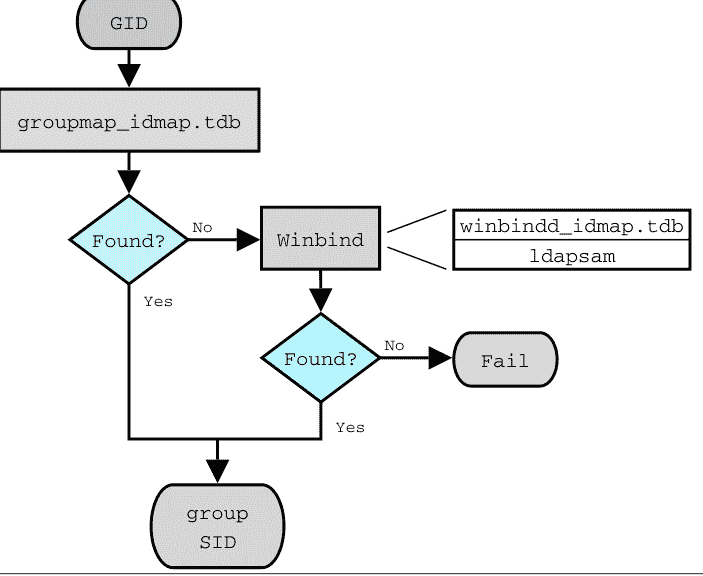 GID
groupmap_idmap.tdb
Found?
No
Winbind
winbindd_idmap.tdb
ldapsam
Yes
Found?
No
Fail
Yes
group
SID